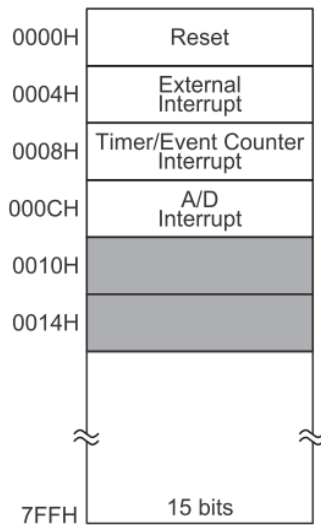 0000H Reset
0004H External
Interrupt
0008H Timer/Event Counter
Interrupt
000CH A/D
Interrupt
0010H
0014H
7FFH 15 bits